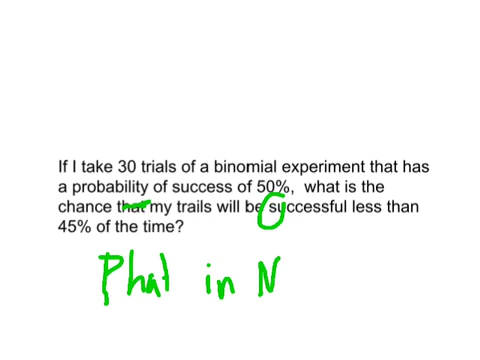 If I take 30 trials of a binomial experiment that has
a probability of success of 50%, what is the
chance that my trails will be successful less than
45% of the time?
Phat in N